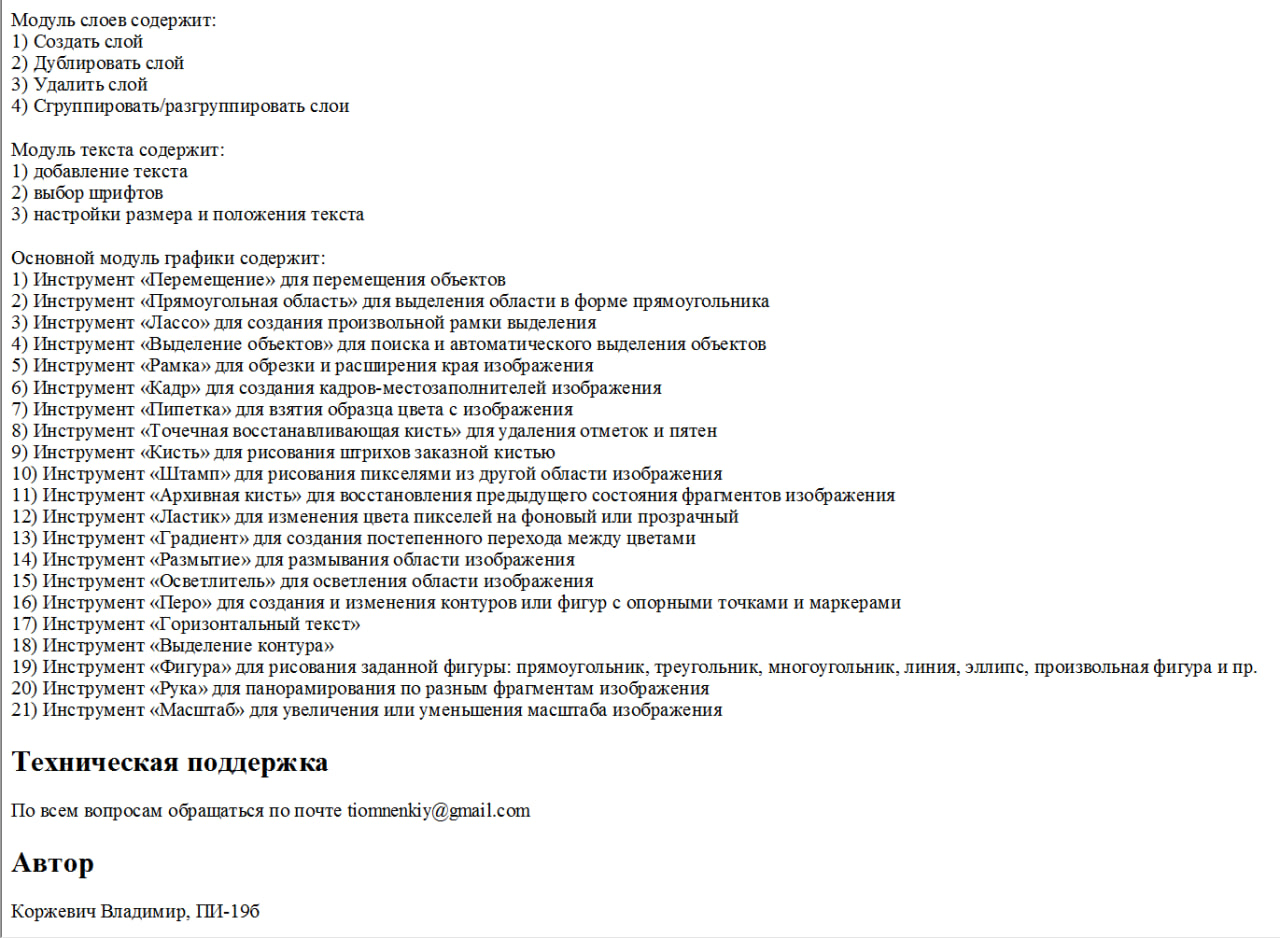 Модуль слоев содержит:
1) Создать слой
2) Дублировать слой
3) Удалить слой
4) Сгруппировать/разгруппировать слои
Модуль текста содержит:
1) добавление текста
2) выбор шрифтов
3) настройки размера и положения текста
Основной модуль графики содержит:
1) Инструмент «Перемещение» для перемещения объектов
2) Инструмент «Прямоугольная область» для выделения области в форме прямоугольника
3) Инструмент «Лассо» для создания произвольной рамки выделения
4) Инструмент «Выделение объектов» для поиска и автоматического выделения объектов
5) Инструмент «Рамка» для обрезки и расширения края изображения
6) Инструмент «Кадр» для создания кадров-местозаполнителей изображения
7) Инструмент «Пипетка» для взятия образца цвета с изображения
8) Инструмент «Точечная восстанавливающая кисть» для удаления отметок и пятен
9) Инструмент «Кисть» для рисования штрихов заказной кистью
10) Инструмент «Штамп» для рисования пикселями из другой области изображения
11) Инструмент «Архивная кисть» для восстановления предыдущего состояния фрагментов изображения
12) Инструмент «Ластик» для изменения цвета пикселей на фоновый или прозрачный
13) Инструмент «Градиент» для создания постепенного перехода между цветами
14) Инструмент «Размытие» для размывания области изображения
15) Инструмент «Осветлитель» для осветления области изображения
16) Инструмент «Перо» для создания и изменения контуров или фигур с опорными точками и маркерами
17) Инструмент «Горизонтальный текст»
18) Инструмент «Выделение контура»
19) Инструмент «Фигура» для рисования заданной фигуры: прямоугольник, треугольник, многоугольник, линия, эллипс, произвольная фигура и пр.
20) Инструмент «Рука» для панорамирования по разным фрагментам изображения
21) Инструмент «Масштаб» для увеличения или уменьшения масштаба изображения
Техническая поддержка
По всем вопросам обращаться по почте tiomnenkiy@gmail.com
Автор
Коржевич Владимир, ПИ-19б